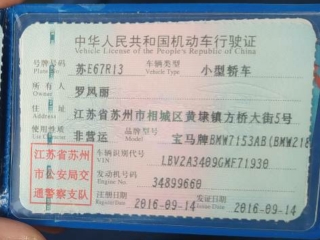 中华人民共和国机动车行驶证
Vehicle License of the People's Republic of China
号牌号码 苏E67R13 车辆类型 小型轿车
Plate No. Vehicle Type
所有人 罗凤丽
Owner
住址 江苏省苏州市相城区黄埭镇方桥大街5号
Address
使用性质 非营运 宝马牌BMW7153AB(BMW218
Use Character
江苏省苏州
市公安局交
通警察支队
车辆识别代号 LBV2A3409GMF71930
VIN
发动机号码 34899660
Engine No.
注册日期 2016-09-14 发证日期 2016-09-14
Register Date Issue Date